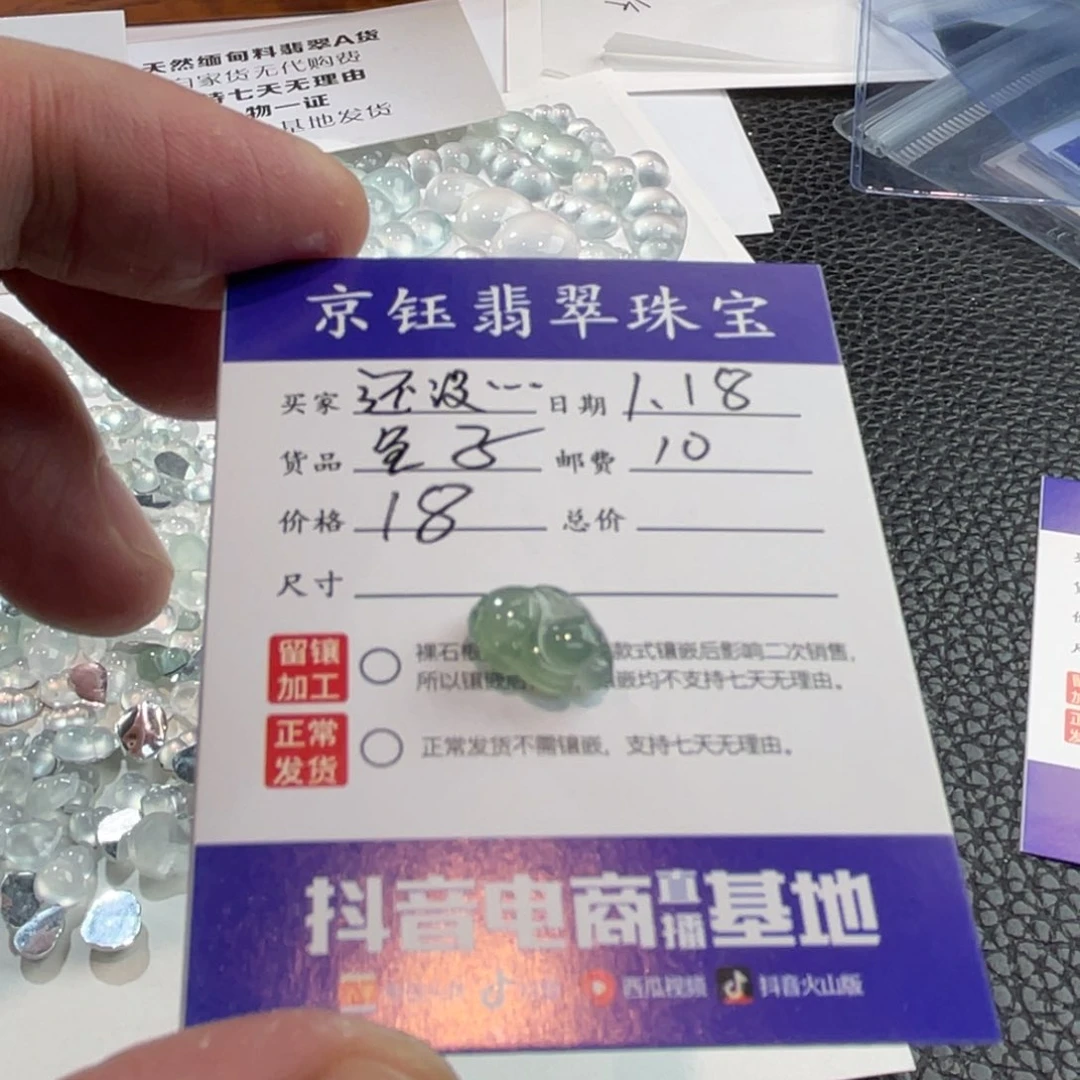 天然缅甸料翡翠A货
自家货无代购费
持七天无理由
物一证
基地发货
京钰翡翠珠宝
买家 还没… 日期 1.18
货品 邮费 10
价格 18 总价
尺寸
留镶加工
裸石 款式镶嵌后影响二次销售，
所以镶嵌 嵌均不支持七天无理由。
正常发货
正常发货不需镶嵌，支持七天无理由。
抖音电商直播基地
西瓜视频 抖音火山版